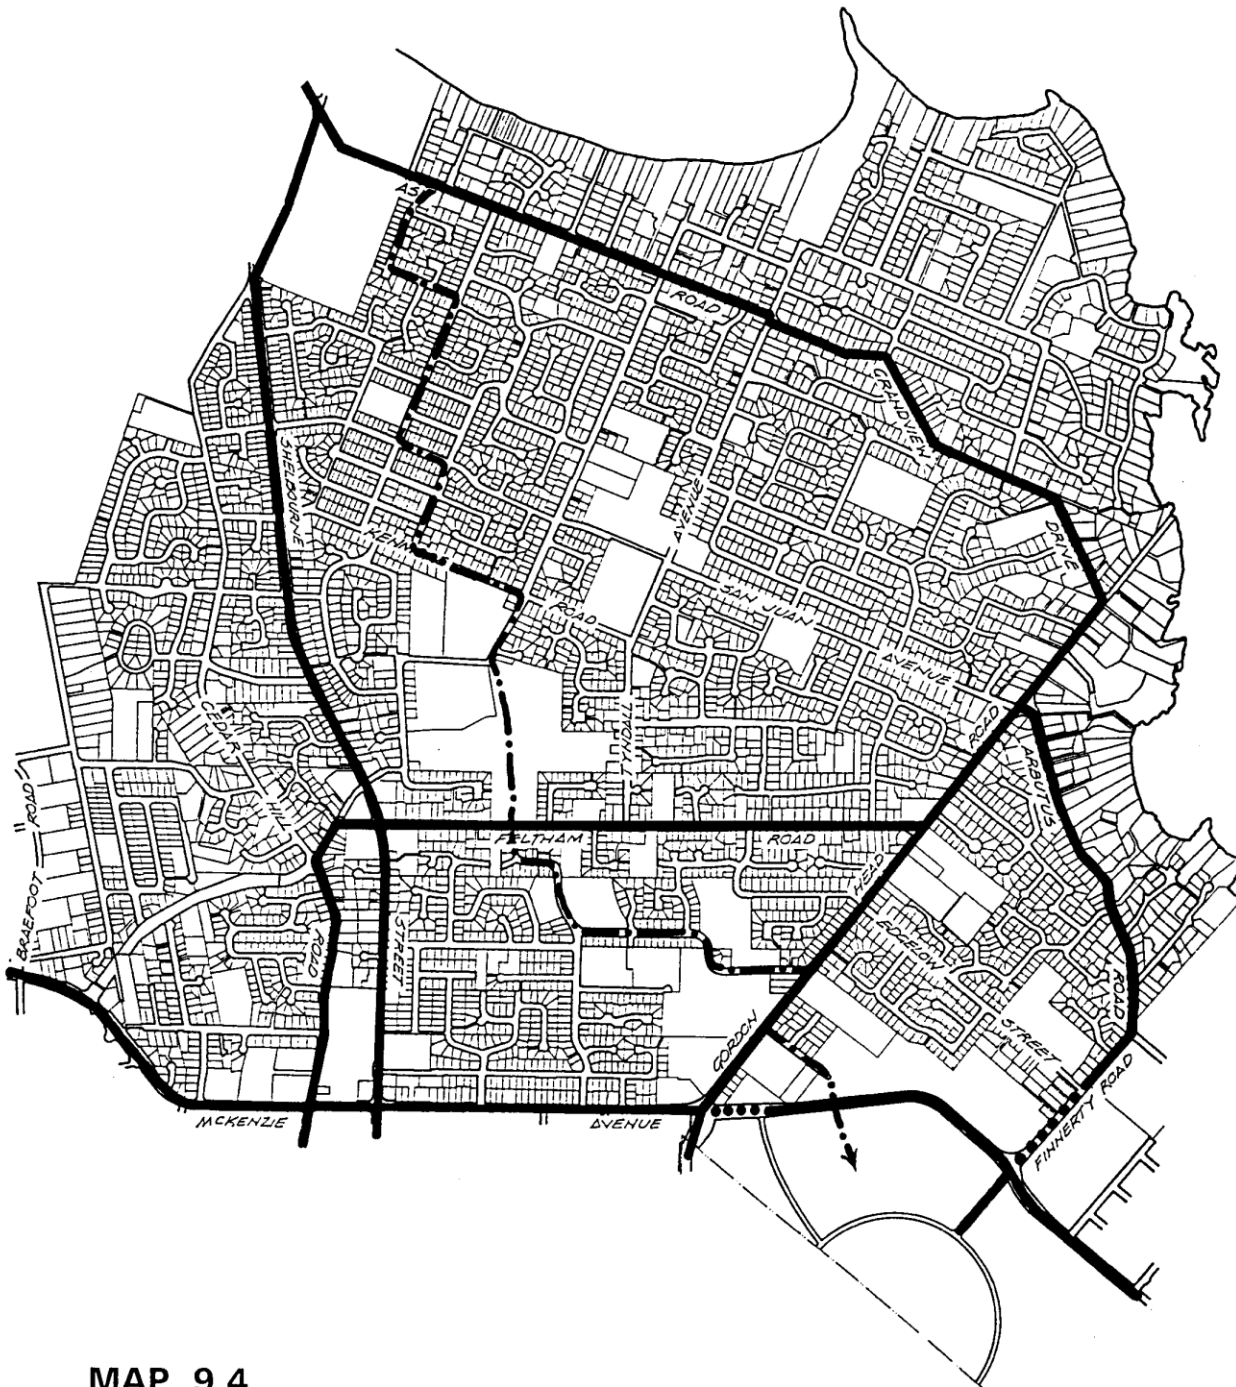 ROAD
GRANDVIEW
SHELBOURNE
AVENUE
DRIVE
SAN JUAN
ROAD
AVENUE
CEDAR
TYNDALL
ROAD
ARBUTUS
HILL
BRAEFOOT ROAD
FELTHAM
ROAD
HEAD
EDGELOW
STREET
ROAD
ROAD
STREET
GORDON
FINNERTY ROAD
MCKENZIE
AVENUE
MAP 9.4